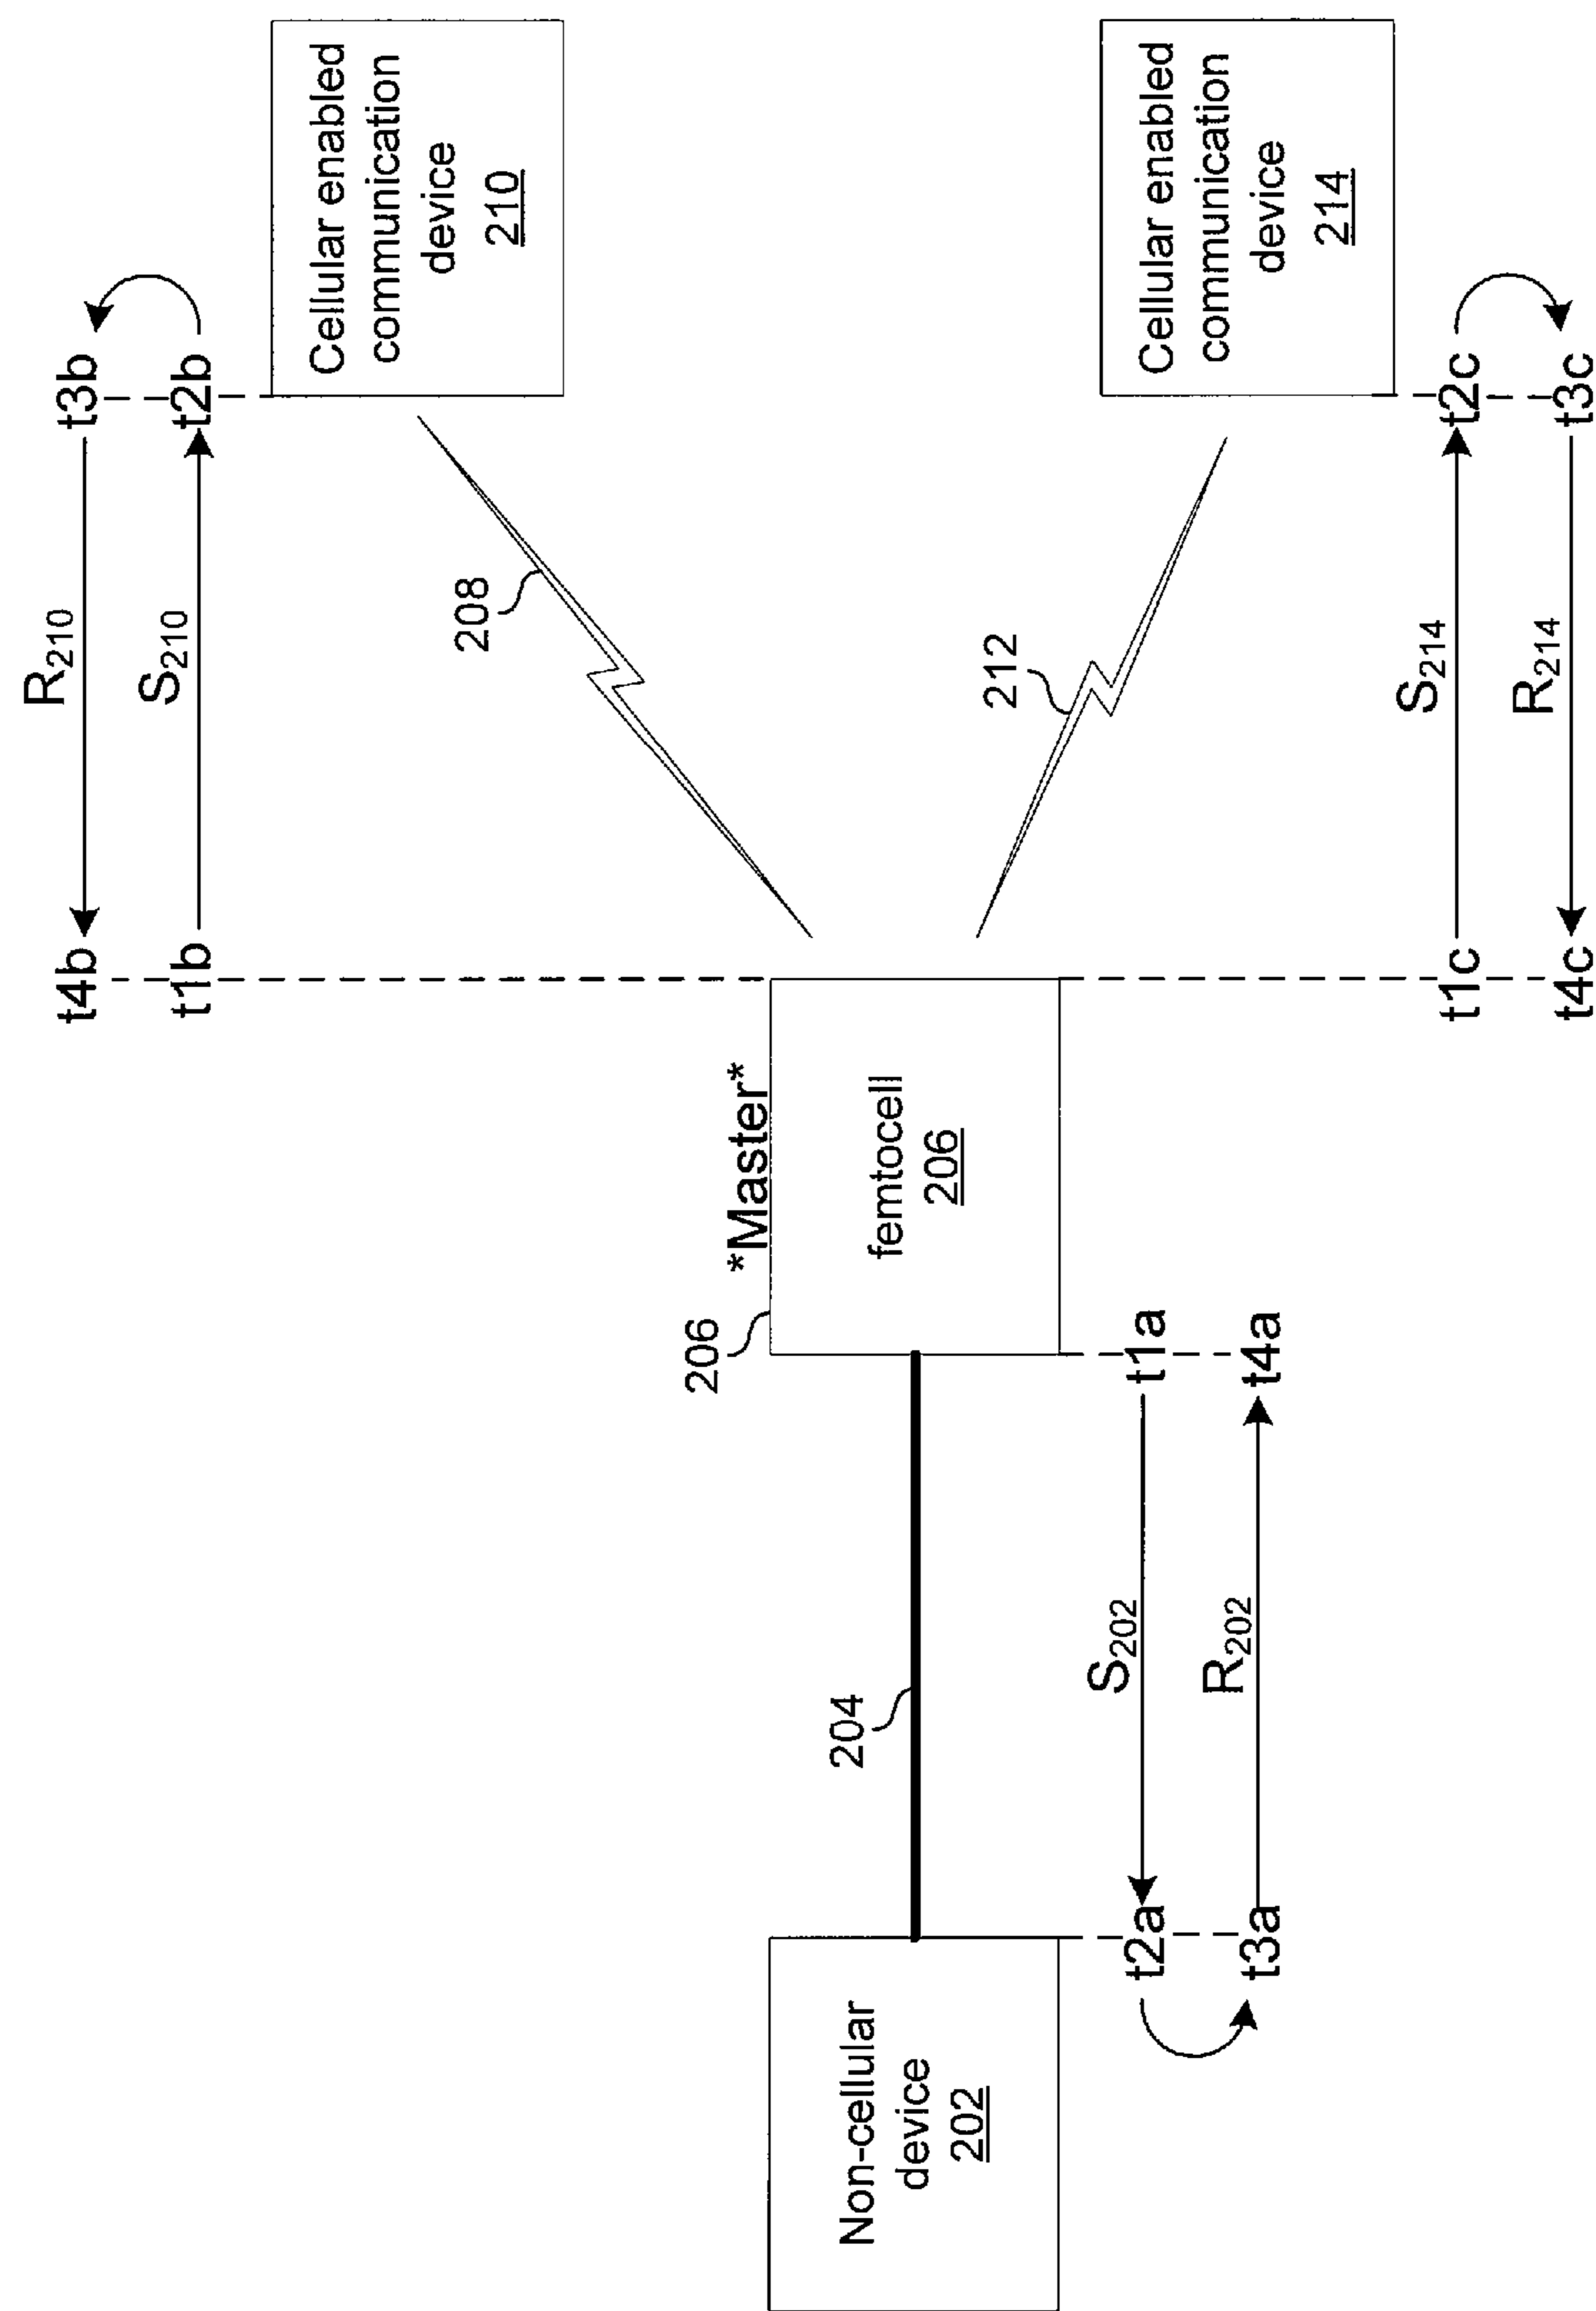 R210
t4b
t3b
S210
t1b
t2b
Cellular enabled
communication
device
210
208
*Master*
206
204
Non-cellular
device
202
femtocell
206
212
Cellular enabled
communication
device
214
S202
t2a
t1a
R202
t3a
t4a
S214
t1c
t2c
R214
t4c
t3c